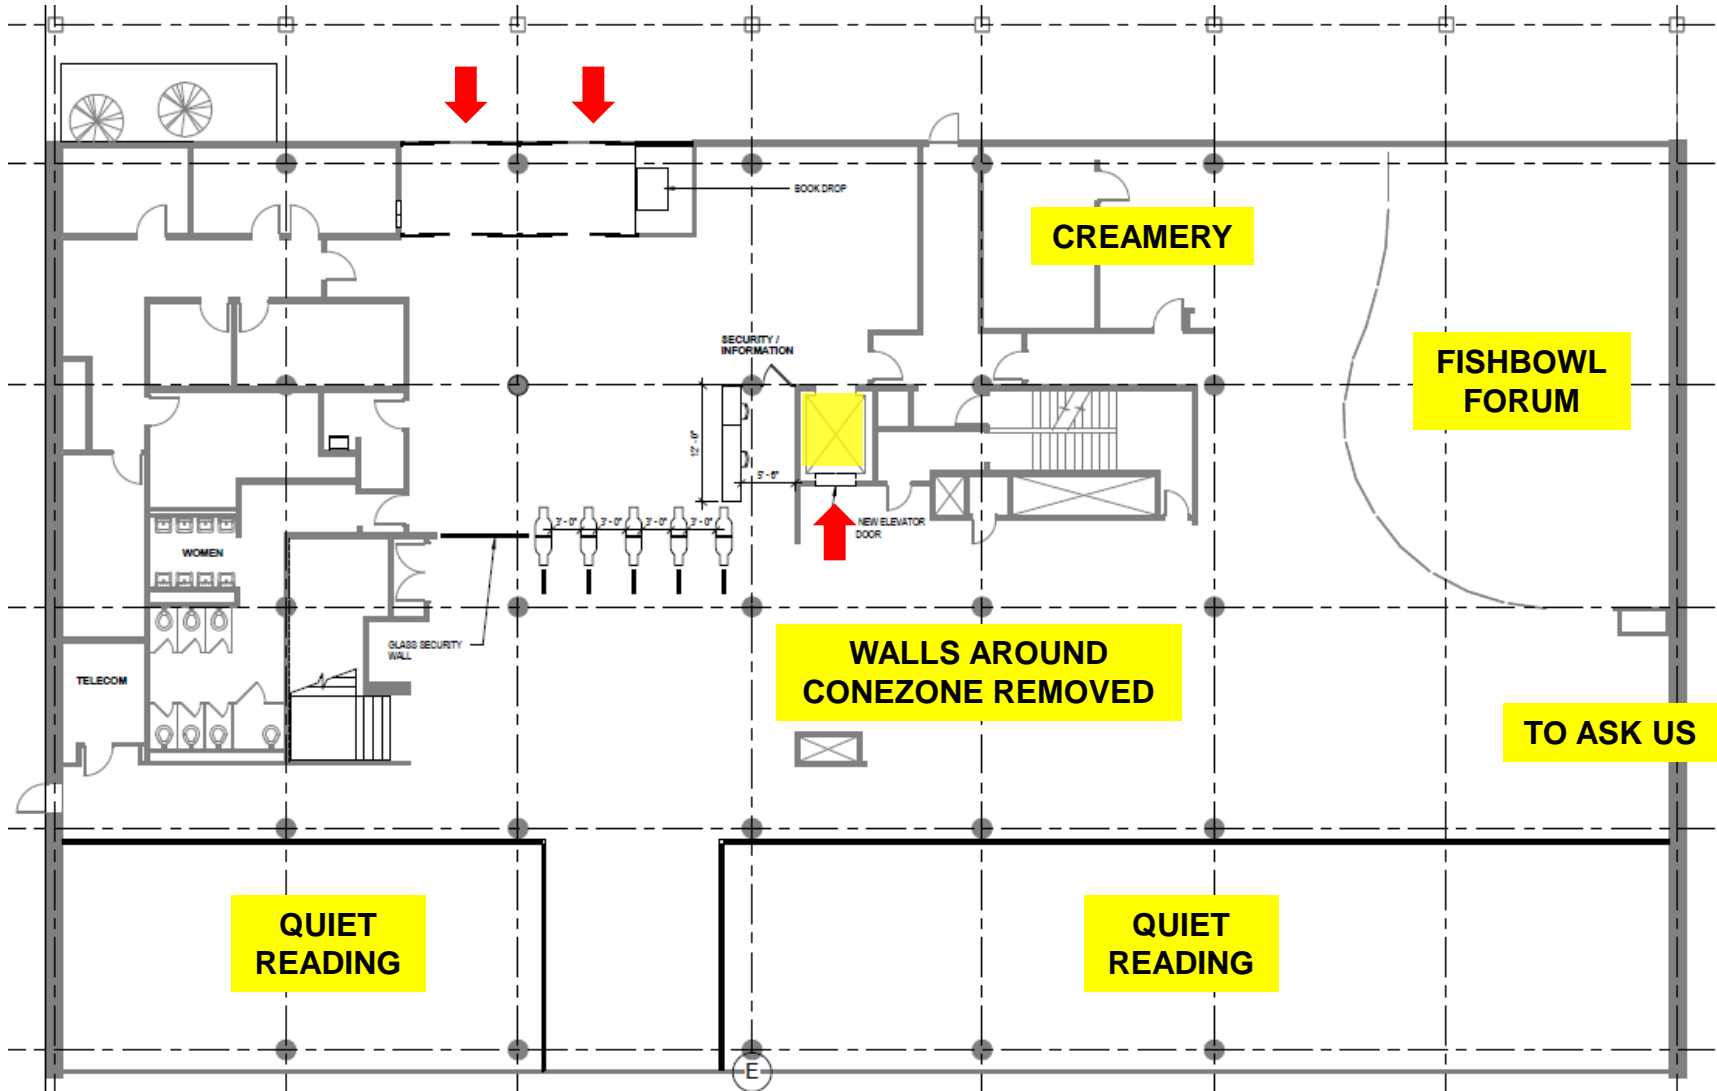 BOOK DROP
CREAMERY
SECURITY /
INFORMATION
FISHBOWL
FORUM
12' - 6"
5' - 6"
3' - 0" 3' - 0" 3' - 0" 3' - 0"
NEW ELEVATOR
DOOR
WOMEN
GLASS SECURITY
WALL
WALLS AROUND
CONEZONE REMOVED
TELECOM
TO ASK US
QUIET
READING
QUIET
READING
E